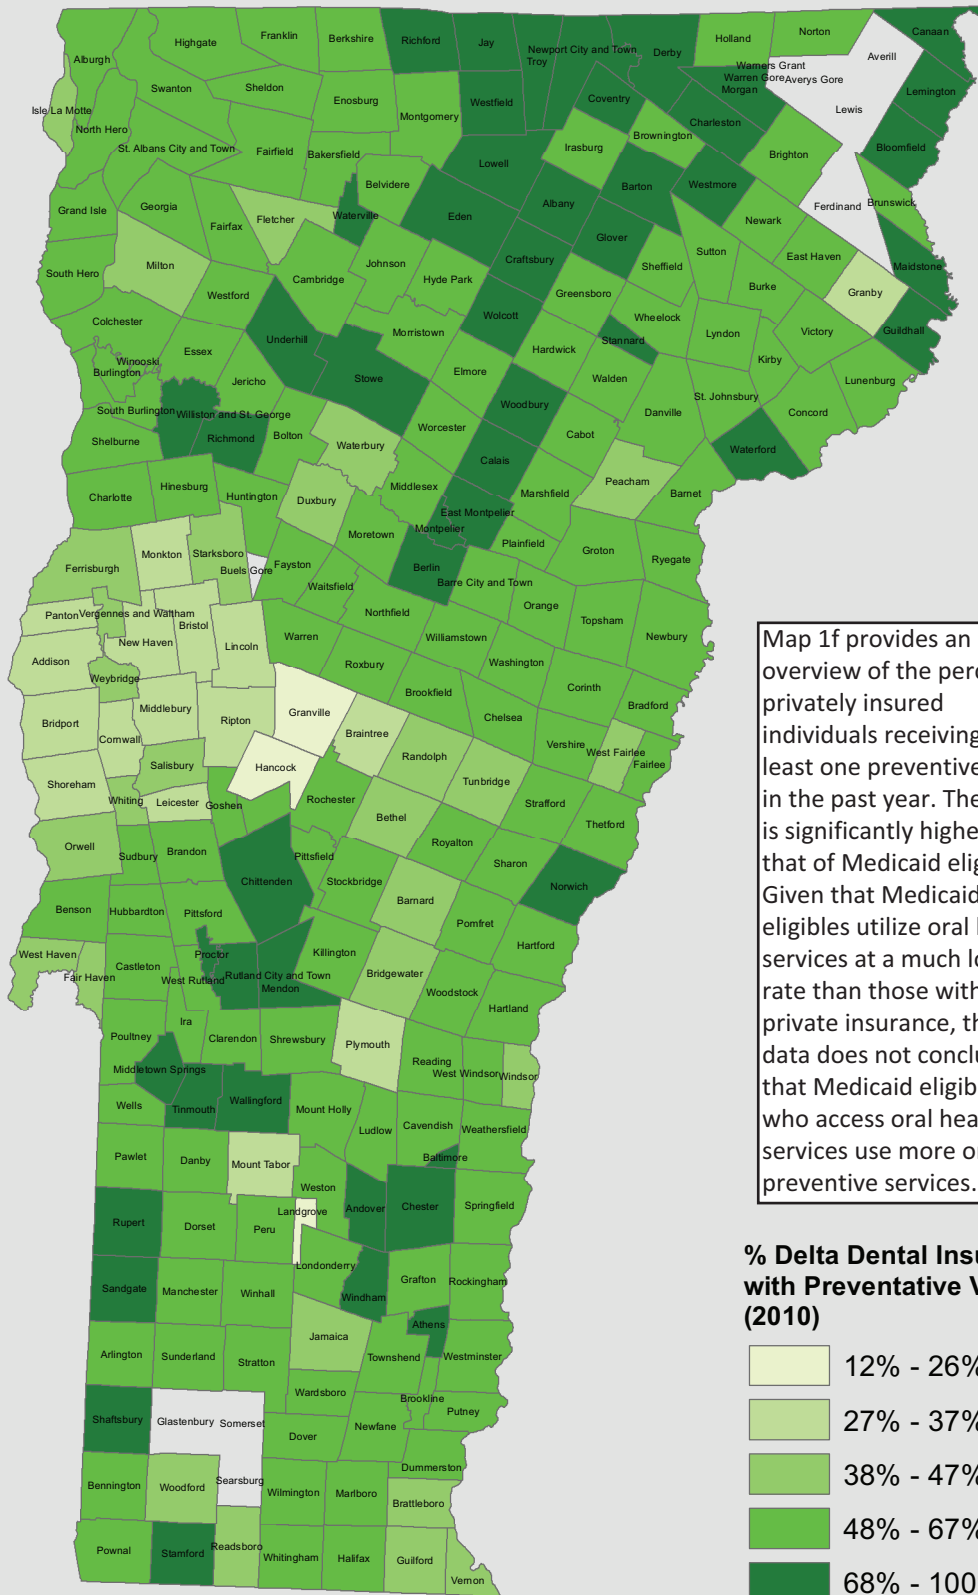 Alburgh
Highgate
Franklin
Berkshire
Richford
Jay
Newport City and Town
Troy
Derby
Holland
Norton
Canaan
Averill
Warners Grant
Warren Gore
Averys Gore
Morgan
Lemington
Lewis
Isle La Motte
Swanton
Sheldon
Enosburg
Montgomery
Westfield
Coventry
Charleston
North Hero
St. Albans City and Town
Fairfield
Bakersfield
Irasburg
Brownington
Brighton
Bloomfield
Lowell
Belvidere
Barton
Westmore
Grand Isle
Georgia
Fairfax
Fletcher
Waterville
Eden
Albany
Glover
Newark
Ferdinand
Brunswick
South Hero
Milton
Westford
Cambridge
Johnson
Hyde Park
Craftsbury
Greensboro
Sheffield
Sutton
East Haven
Burke
Granby
Maidstone
Colchester
Underhill
Morristown
Wolcott
Wheelock
Stannard
Lyndon
Victory
Guildhall
Winooski
Burlington
Essex
Jericho
Stowe
Elmore
Hardwick
Walden
Kirby
Lunenburg
South Burlington
Williston and St. George
Richmond
Bolton
Woodbury
Danville
St. Johnsbury
Concord
Shelburne
Waterbury
Worcester
Cabot
Waterford
Charlotte
Hinesburg
Huntington
Duxbury
Middlesex
Calais
Marshfield
Peacham
Barnet
East Montpelier
Montpelier
Moretown
Plainfield
Groton
Ryegate
Ferrisburgh
Monkton
Starksboro
Buels Gore
Fayston
Waitsfield
Berlin
Barre City and Town
Orange
Topsham
Newbury
Panton
Vergennes and Waltham
Bristol
New Haven
Lincoln
Warren
Northfield
Williamstown
Washington
Addison
Weybridge
Roxbury
Brookfield
Chelsea
Corinth
Bradford
Bridport
Cornwall
Middlebury
Ripton
Granville
Braintree
Randolph
Vershire
West Fairlee
Fairlee
Shoreham
Salisbury
Hancock
Tunbridge
Strafford
Whiting
Leicester
Goshen
Rochester
Bethel
Thetford
Orwell
Sudbury
Brandon
Chittenden
Pittsfield
Stockbridge
Royalton
Sharon
Norwich
Benson
Hubbardton
Pittsford
Barnard
Pomfret
Hartford
West Haven
Fair Haven
Castleton
Proctor
West Rutland
Rutland City and Town
Mendon
Killington
Bridgewater
Woodstock
Hartland
Ira
Poultney
Clarendon
Shrewsbury
Plymouth
Reading
West Windsor
Windsor
Middletown Springs
Wells
Tinmouth
Wallingford
Mount Holly
Ludlow
Cavendish
Weathersfield
Pawlet
Danby
Mount Tabor
Baltimore
Weston
Rupert
Dorset
Peru
Landgrove
Andover
Chester
Springfield
Sandgate
Manchester
Winhall
Londonderry
Windham
Grafton
Rockingham
Arlington
Sunderland
Stratton
Jamaica
Athens
Townshend
Westminster
Shaftsbury
Glastenbury
Somerset
Wardsboro
Brookline
Putney
Dover
Newfane
Bennington
Woodford
Searsburg
Wilmington
Marlboro
Dummerston
Brattleboro
Pownal
Stamford
Readsboro
Whitingham
Halifax
Guilford
Vernon
Map 1f provides an
overview of the perc
privately insured
individuals receiving
least one preventive
in the past year. The
is significantly highe
that of Medicaid elig
Given that Medicaid
eligibles utilize oral h
services at a much lo
rate than those with
private insurance, th
data does not conclu
that Medicaid eligib
who access oral hea
services use more or
preventive services.
% Delta Dental Insu
with Preventative V
(2010)
12% - 26%
27% - 37%
38% - 47%
48% - 67%
68% - 100